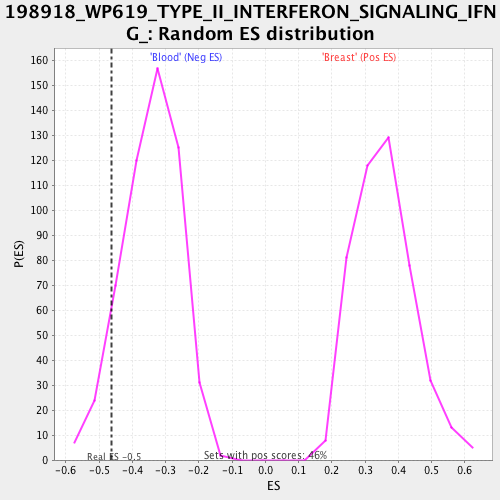 198918_WP619_TYPE_II_INTERFERON_SIGNALING_IFN
G_: Random ES distribution
'Blood' (Neg ES)
'Breast' (Pos ES)
160
150
140
130
120
110
100
90
80
70
60
50
40
30
20
10
0
P(ES)
Real ES -0.5
Sets with pos scores: 46%
-0.6 -0.5 -0.4 -0.3 -0.2 -0.1 0.0 0.1 0.2 0.3 0.4 0.5 0.6
ES